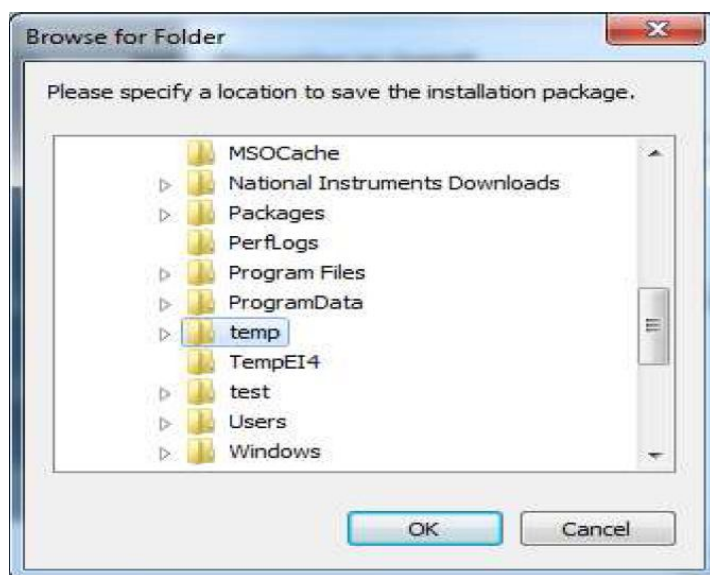 Browse for Folder
Please specify a location to save the installation package.
MSOCache
National Instruments Downloads
Packages
PerfLogs
Program Files
ProgramData
temp
TempEI4
test
Users
Windows
OK
Cancel